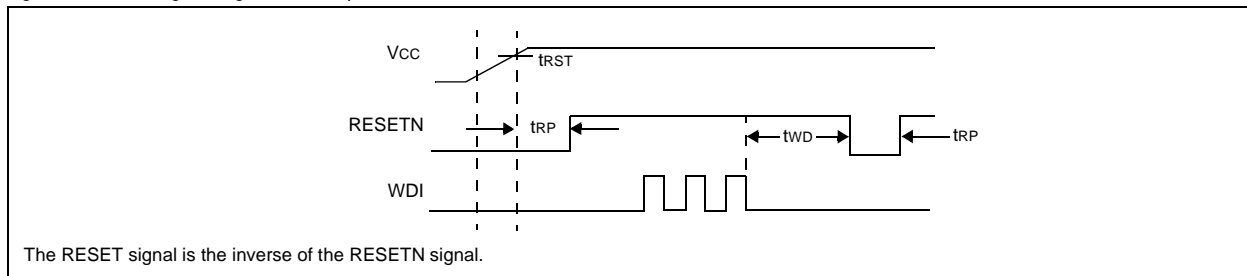 VCC
tRST
RESETN
tRP
tWD
tRP
WDI
The RESET signal is the inverse of the RESETN signal.